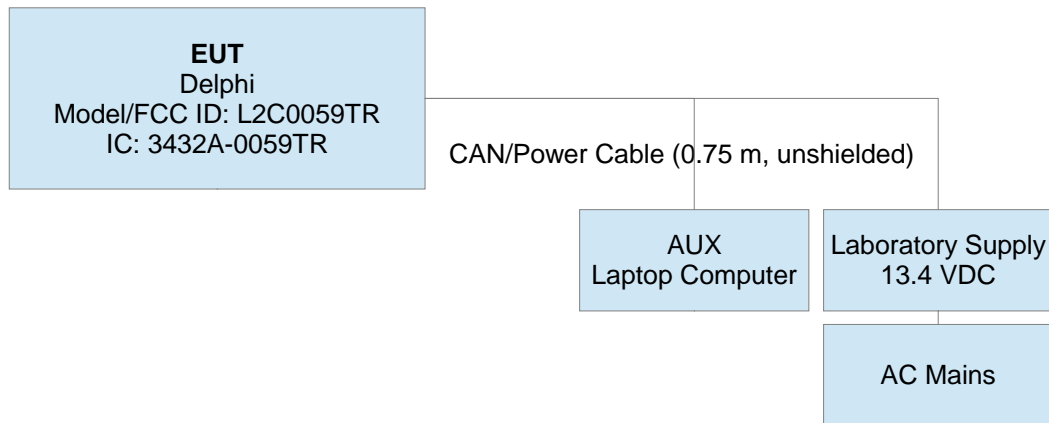 EUT
Delphi
Model/FCC ID: L2C0059TR
IC: 3432A-0059TR
CAN/Power Cable (0.75 m, unshielded)
AUX
Laptop Computer
Laboratory Supply
13.4 VDC
AC Mains